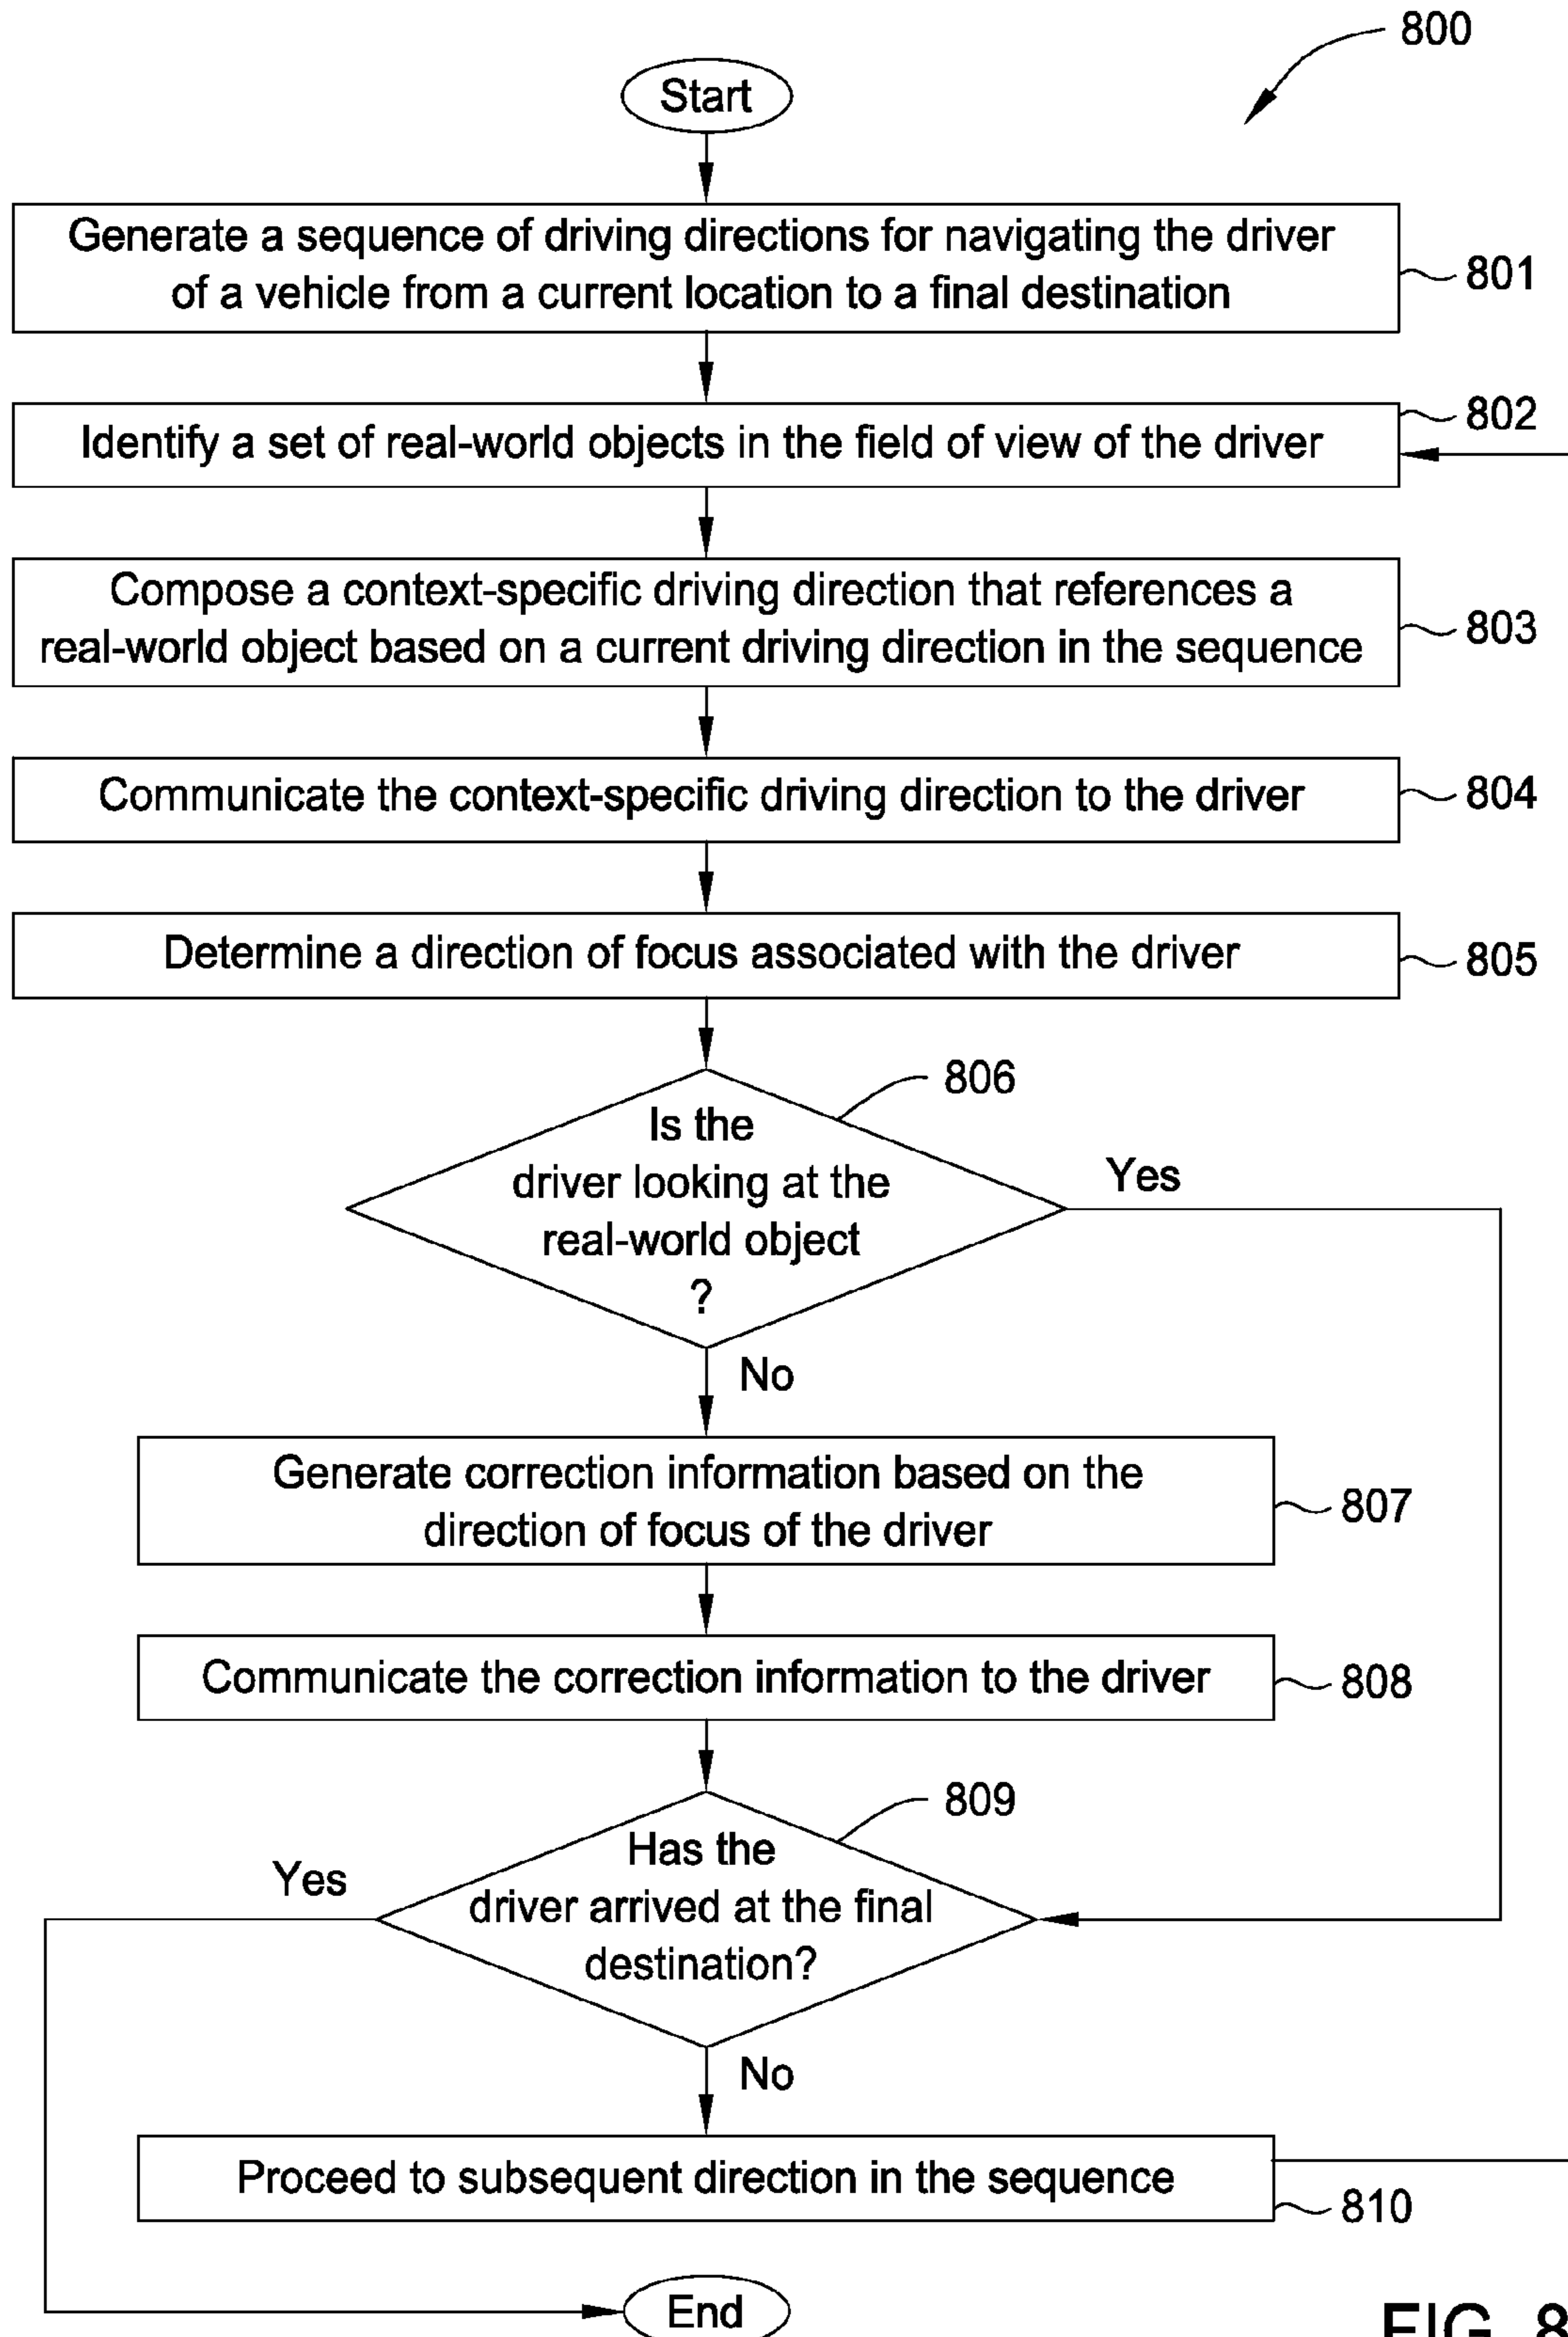 800
Start
Generate a sequence of driving directions for navigating the driver
of a vehicle from a current location to a final destination
801
Identify a set of real-world objects in the field of view of the driver
802
Compose a context-specific driving direction that references a
real-world object based on a current driving direction in the sequence
803
Communicate the context-specific driving direction to the driver
804
Determine a direction of focus associated with the driver
805
806
Is the
driver looking at the
real-world object
?
Yes
No
Generate correction information based on the
direction of focus of the driver
807
Communicate the correction information to the driver
808
809
Has the
driver arrived at the final
destination?
Yes
No
Proceed to subsequent direction in the sequence
810
End
FIG. 8